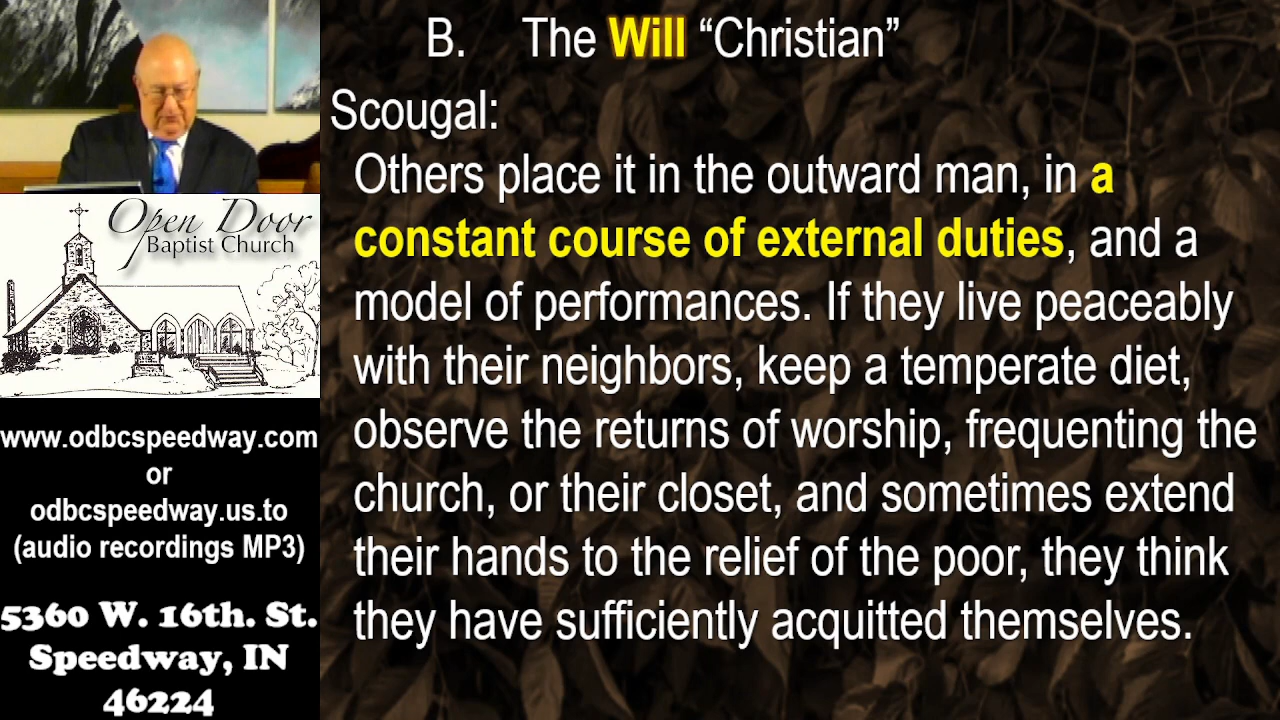 Open Door
Baptist Church
www.odbcspeedway.com
or
odbcspeedway.us.to
(audio recordings MP3)
5360 W. 16th. St.
Speedway, IN
46224
B. The Will “Christian”
Scougal:
Others place it in the outward man, in a
constant course of external duties, and a
model of performances. If they live peaceably
with their neighbors, keep a temperate diet,
observe the returns of worship, frequenting the
church, or their closet, and sometimes extend
their hands to the relief of the poor, they think
they have sufficiently acquitted themselves.